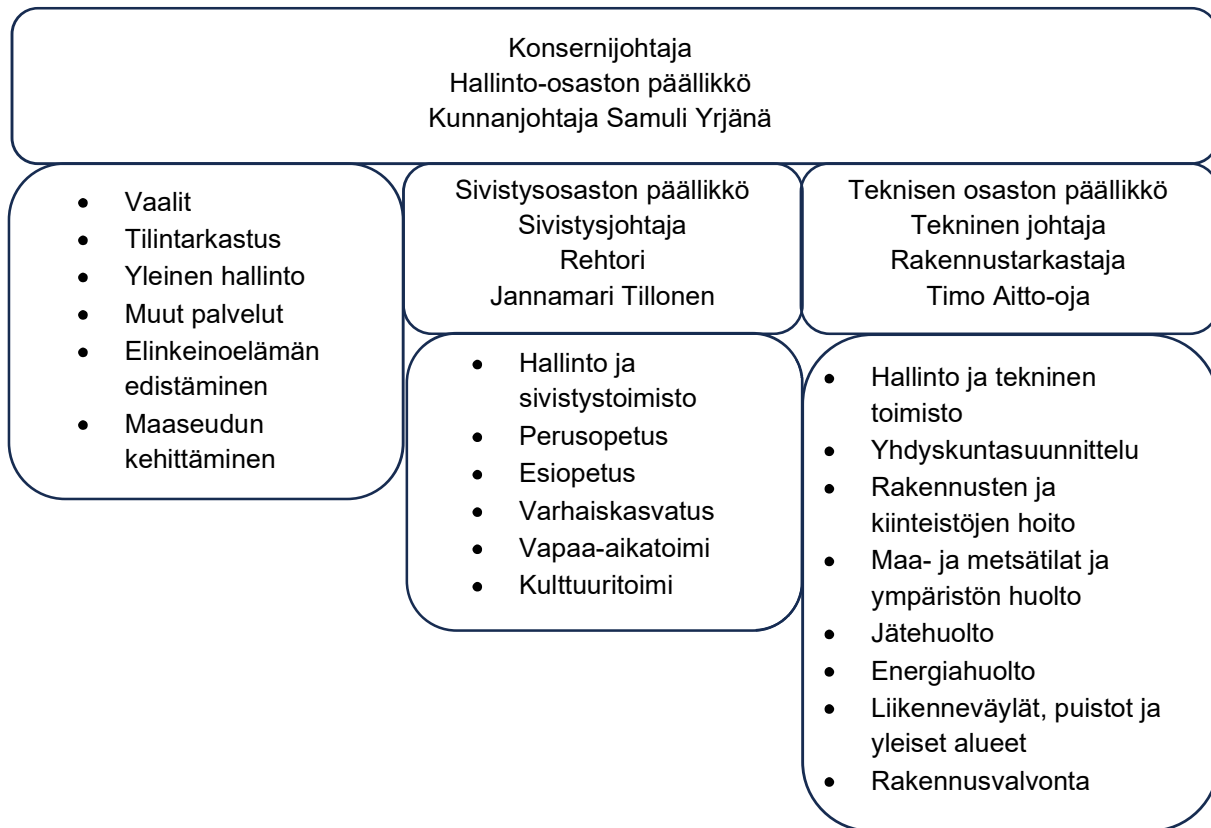 Konsernijohtaja
Hallinto-osaston päällikkö
Kunnanjohtaja Samuli Yrjänä
• Vaalit
• Tilintarkastus
• Yleinen hallinto
• Muut palvelut
• Elinkeinoelämän
edistäminen
• Maaseudun
kehittäminen
Sivistysosaston päällikkö
Sivistysjohtaja
Rehtori
Jannamari Tillonen
• Hallinto ja
sivistystoimisto
• Perusopetus
• Esiopetus
• Varhaiskasvatus
• Vapaa-aikatoimi
• Kulttuuritoimi
Teknisen osaston päällikkö
Tekninen johtaja
Rakennustarkastaja
Timo Aitto-oja
• Hallinto ja tekninen
toimisto
• Yhdyskuntasuunnittelu
• Rakennusten ja
kiinteistöjen hoito
• Maa- ja metsätilat ja
ympäristön huolto
• Jätehuolto
• Energiahuolto
• Liikenneväylät, puistot ja
yleiset alueet
• Rakennusvalvonta